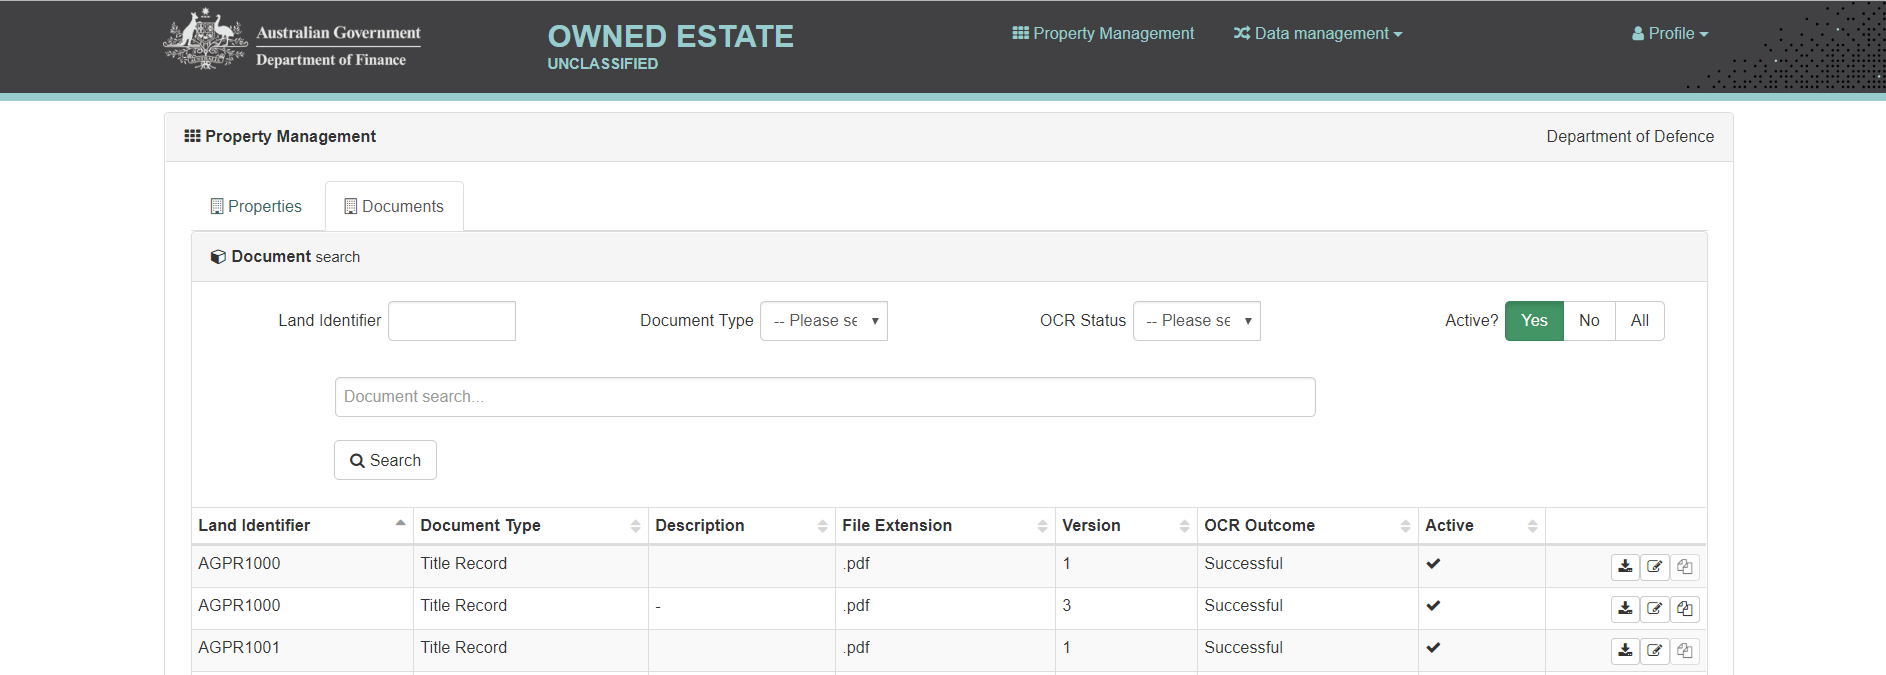 Australian Government
Department of Finance
OWNED ESTATE
UNCLASSIFIED
Property Management
Data management
Profile
Property Management
Department of Defence
Properties
Documents
Document search
Land Identifier
Document Type -- Please se
OCR Status -- Please se
Active? Yes No All
Document search...
Search
Land Identifier Document Type Description File Extension Version OCR Outcome Active
AGPR1000 Title Record .pdf 1 Successful
AGPR1000 Title Record - .pdf 3 Successful
AGPR1001 Title Record .pdf 1 Successful